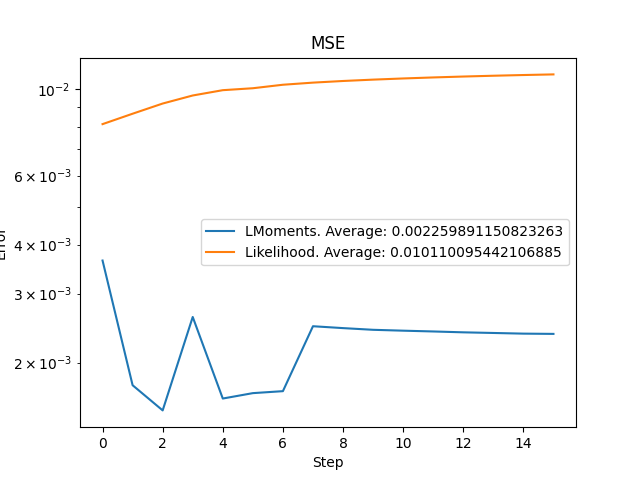 MSE
10⁻²
6 × 10⁻³
4 × 10⁻³
3 × 10⁻³
2 × 10⁻³
Error
LMoments. Average: 0.002259891150823263
Likelihood. Average: 0.010110095442106885
0 2 4 6 8 10 12 14
Step